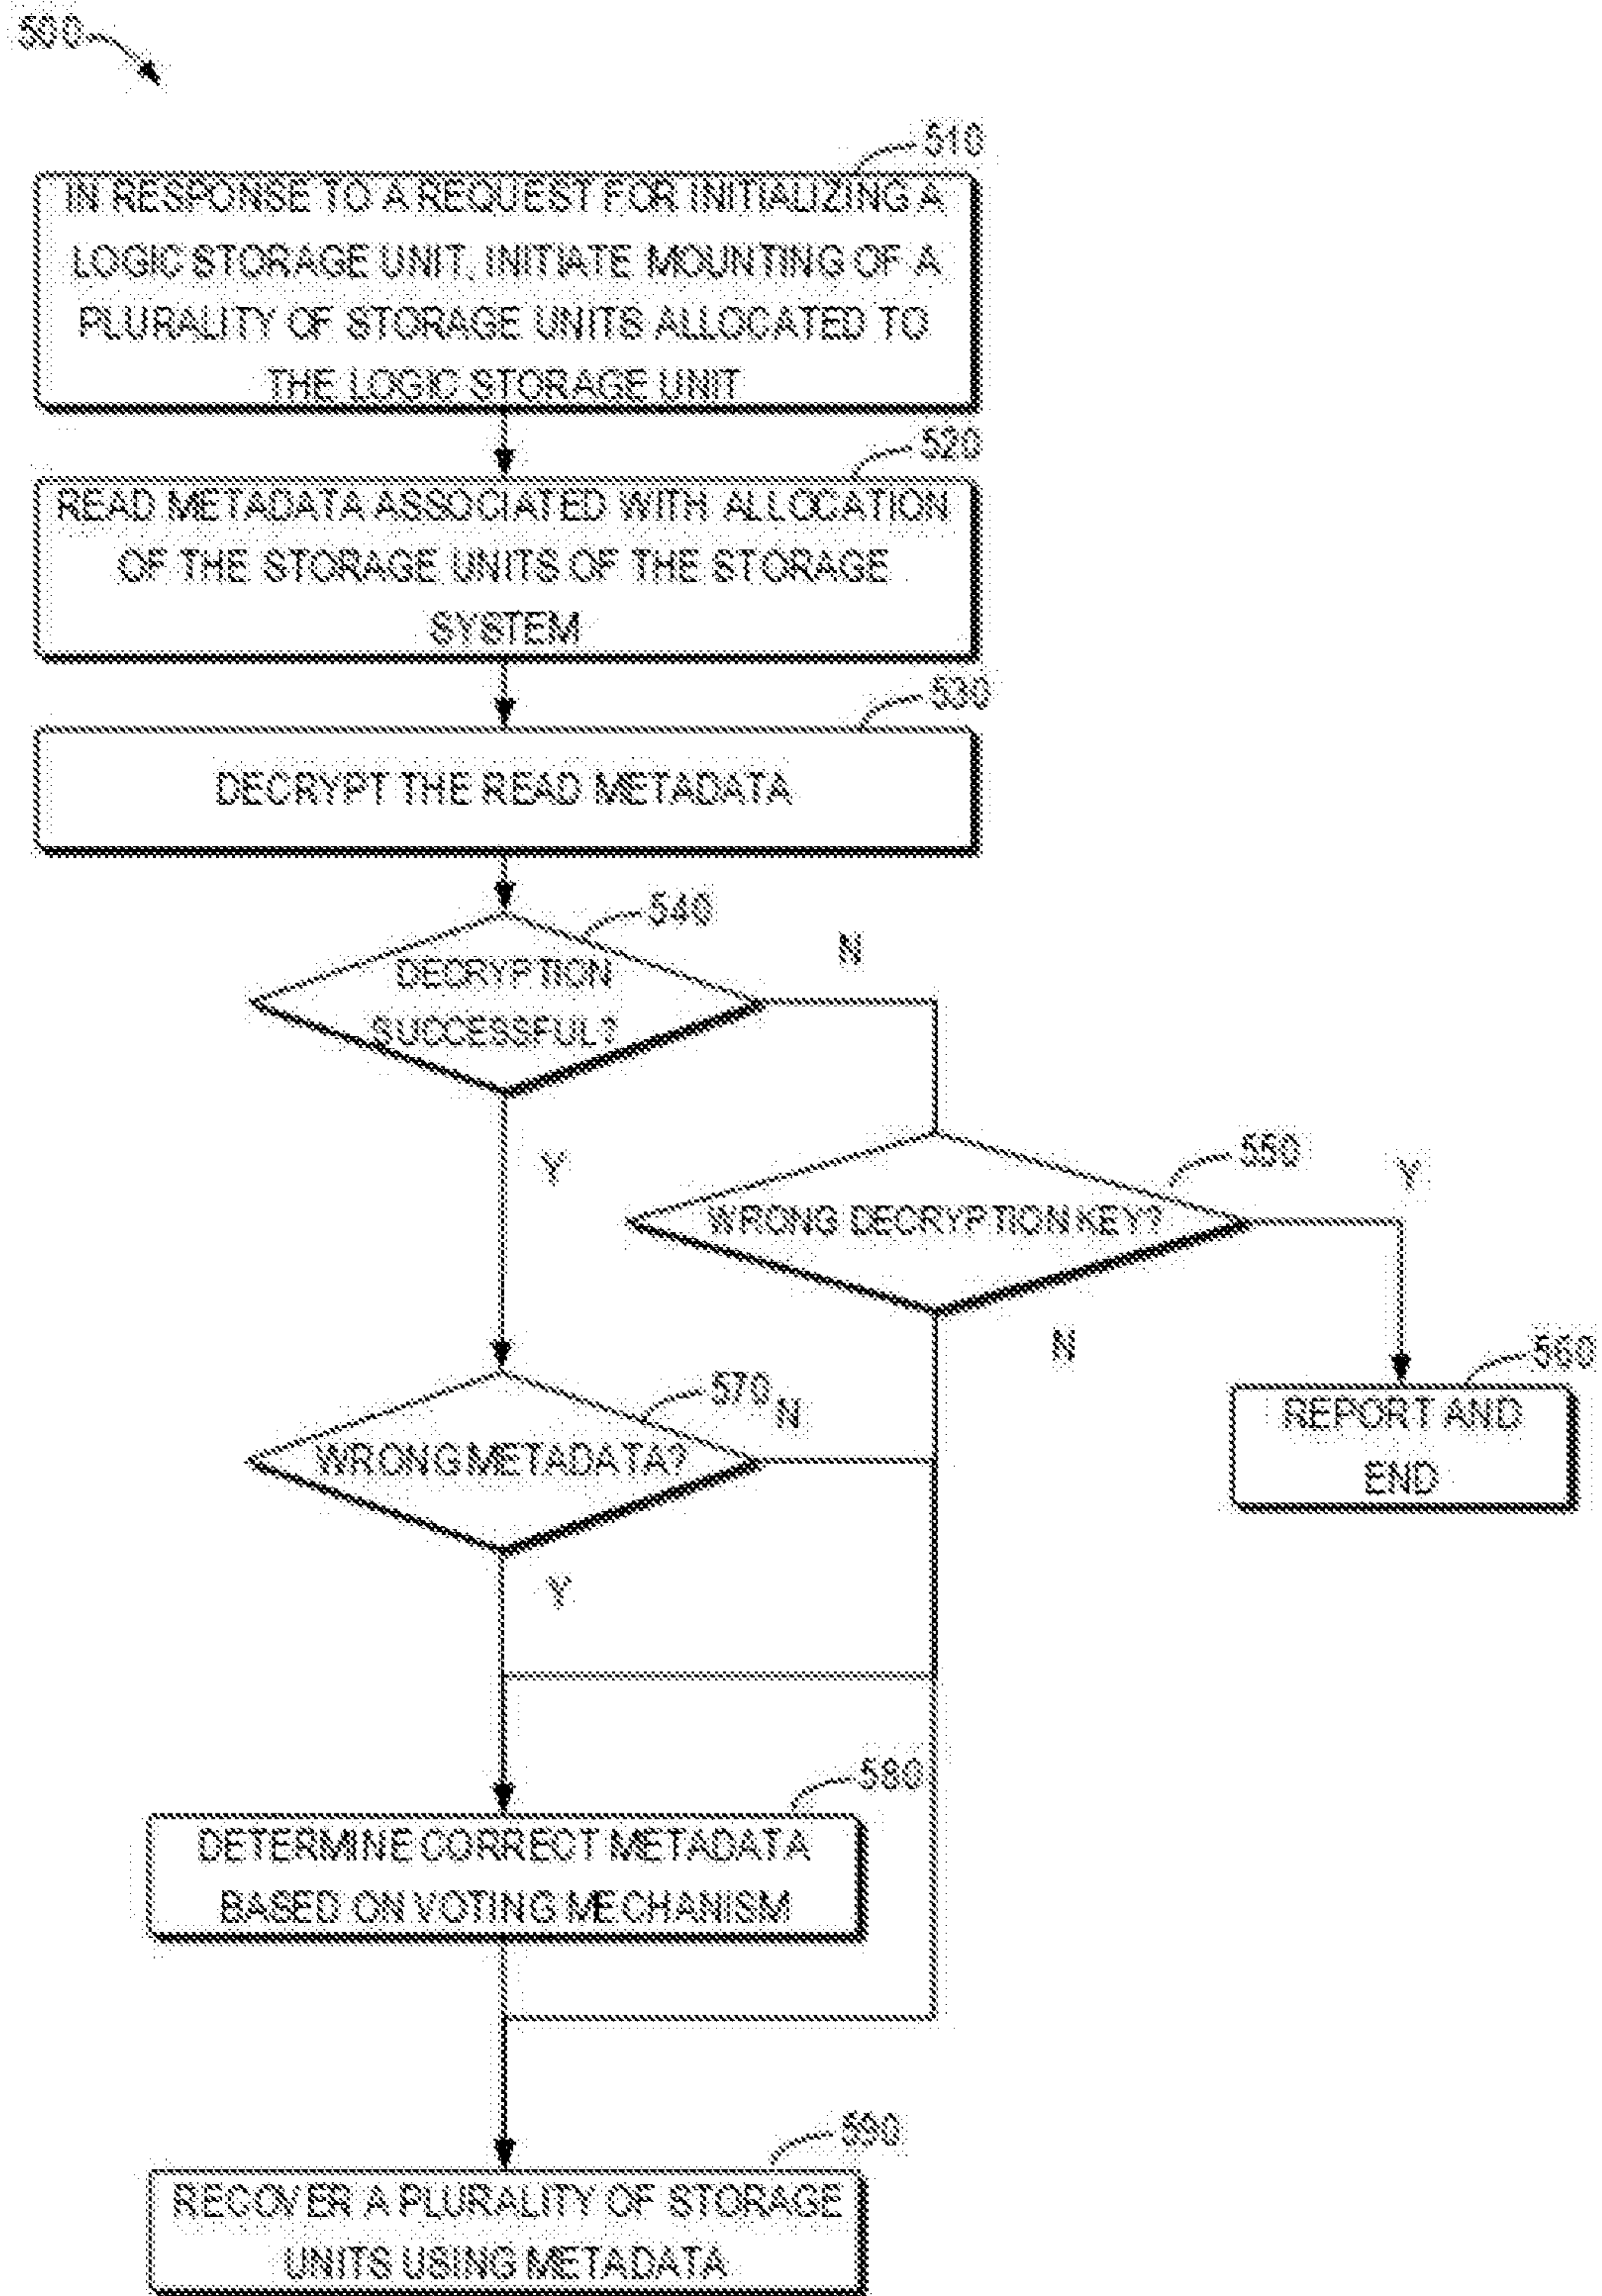 500
510
IN RESPONSE TO A REQUEST FOR INITIALIZING A
LOGIC STORAGE UNIT, INITIATE MOUNTING OF A
PLURALITY OF STORAGE UNITS ALLOCATED TO
THE LOGIC STORAGE UNIT
520
READ METADATA ASSOCIATED WITH ALLOCATION
OF THE STORAGE UNITS OF THE STORAGE
SYSTEM
530
DECRYPT THE READ METADATA
540
N
DECRYPTION
SUCCESSFUL?
Y
550
Y
WRONG DECRYPTION KEY?
N
560
REPORT AND
END
570
N
WRONG METADATA?
Y
580
DETERMINE CORRECT METADATA
BASED ON VOTING MECHANISM
590
RECOVER A PLURALITY OF STORAGE
UNITS USING METADATA